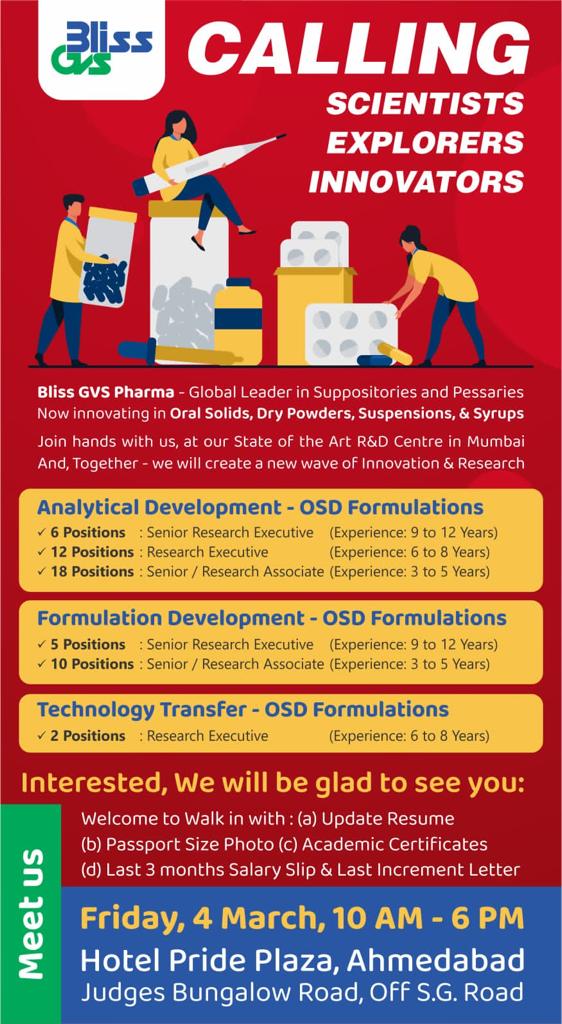 Bliss
GVS
CALLING
SCIENTISTS
EXPLORERS
INNOVATORS
Bliss GVS Pharma - Global Leader in Suppositories and Pessaries
Now innovating in Oral Solids, Dry Powders, Suspensions, & Syrups
Join hands with us, at our State of the Art R&D Centre in Mumbai
And, Together - we will create a new wave of Innovation & Research
Analytical Development - OSD Formulations
✓ 6 Positions : Senior Research Executive (Experience: 9 to 12 Years)
✓ 12 Positions : Research Executive (Experience: 6 to 8 Years)
✓ 18 Positions : Senior / Research Associate (Experience: 3 to 5 Years)
Formulation Development - OSD Formulations
✓ 5 Positions : Senior Research Executive (Experience: 9 to 12 Years)
✓ 10 Positions : Senior / Research Associate (Experience: 3 to 5 Years)
Technology Transfer - OSD Formulations
✓ 2 Positions : Research Executive (Experience: 6 to 8 Years)
Interested, We will be glad to see you:
Welcome to Walk in with : (a) Update Resume
(b) Passport Size Photo (c) Academic Certificates
(d) Last 3 months Salary Slip & Last Increment Letter
Meet us
Friday, 4 March, 10 AM - 6 PM
Hotel Pride Plaza, Ahmedabad
Judges Bungalow Road, Off S.G. Road